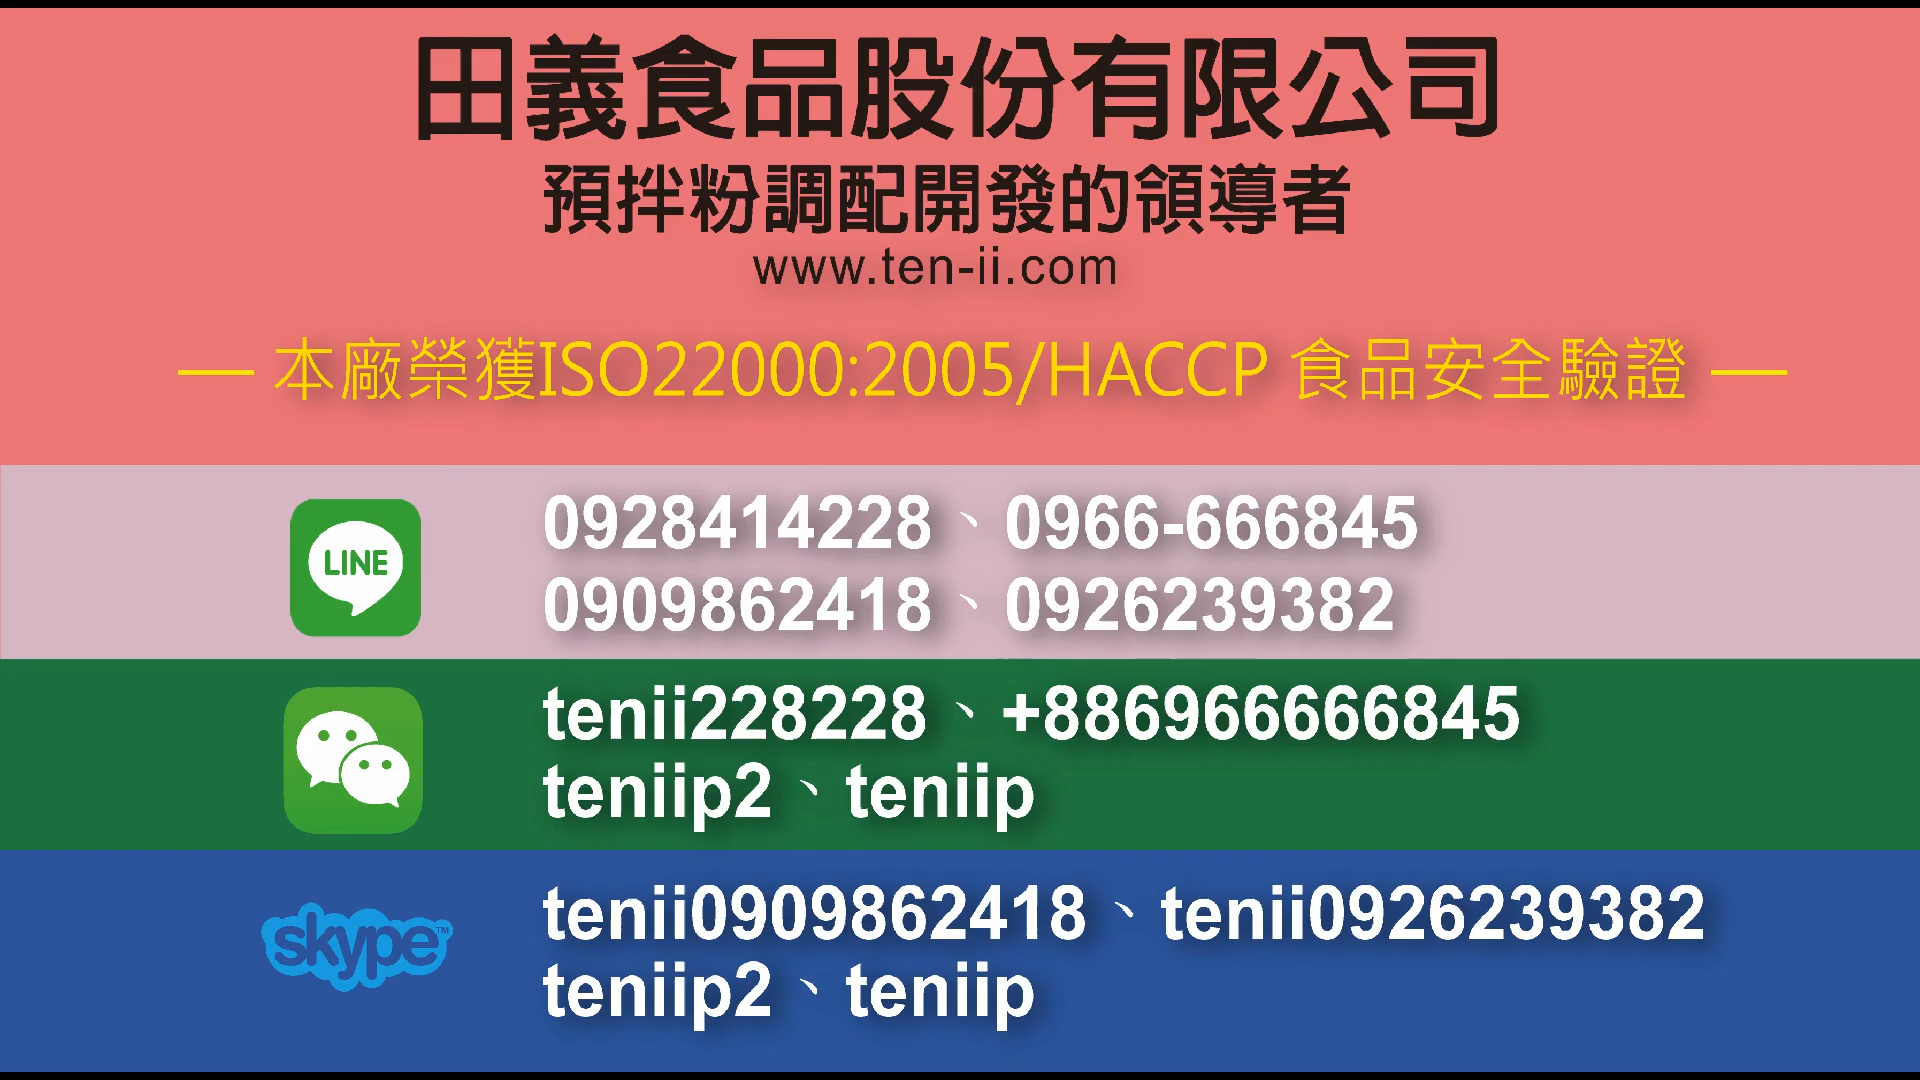 田義食品股份有限公司
預拌粉調配開發的領導者
www.ten-ii.com
— 本廠榮獲ISO22000:2005/HACCP 食品安全驗證 —
LINE
0928414228、0966-666845
0909862418、0926239382
tenii228228、+886966666845
teniip2、teniip
skype™
tenii0909862418、tenii0926239382
teniip2、teniip